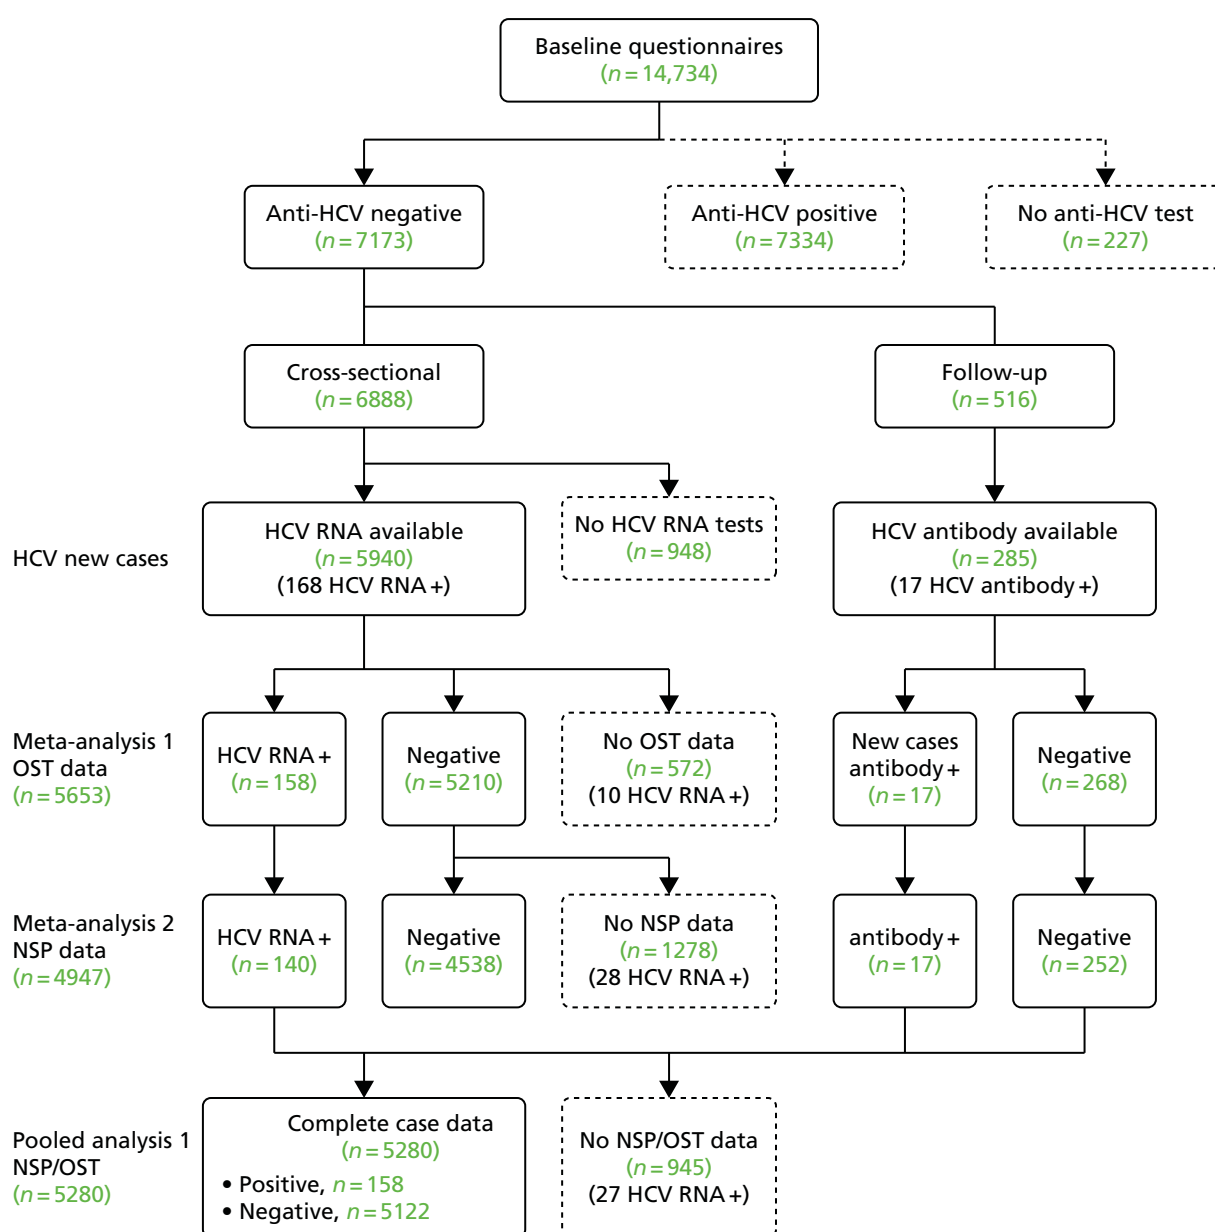 Baseline questionnaires
(n = 14,734)
Anti-HCV negative
(n = 7173)
Anti-HCV positive
(n = 7334)
No anti-HCV test
(n = 227)
Cross-sectional
(n = 6888)
Follow-up
(n = 516)
HCV new cases
HCV RNA available
(n = 5940)
(168 HCV RNA +)
No HCV RNA tests
(n = 948)
HCV antibody available
(n = 285)
(17 HCV antibody +)
Meta-analysis 1
OST data
(n = 5653)
HCV RNA +
(n = 158)
Negative
(n = 5210)
No OST data
(n = 572)
(10 HCV RNA +)
New cases
antibody +
(n = 17)
Negative
(n = 268)
Meta-analysis 2
NSP data
(n = 4947)
HCV RNA +
(n = 140)
Negative
(n = 4538)
No NSP data
(n = 1278)
(28 HCV RNA +)
antibody +
(n = 17)
Negative
(n = 252)
Pooled analysis 1
NSP/OST
(n = 5280)
Complete case data
(n = 5280)
• Positive, n = 158
• Negative, n = 5122
No NSP/OST data
(n = 945)
(27 HCV RNA +)